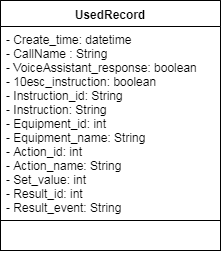 UsedRecord
- Create_time: datetime
- CallName : String
- VoiceAssistant_response: boolean
- 10esc_instruction: boolean
- Instruction_id: String
- Instruction: String
- Equipment_id: int
- Equipment_name: String
- Action_id: int
- Action_name: String
- Set_value: int
- Result_id: int
- Result_event: String